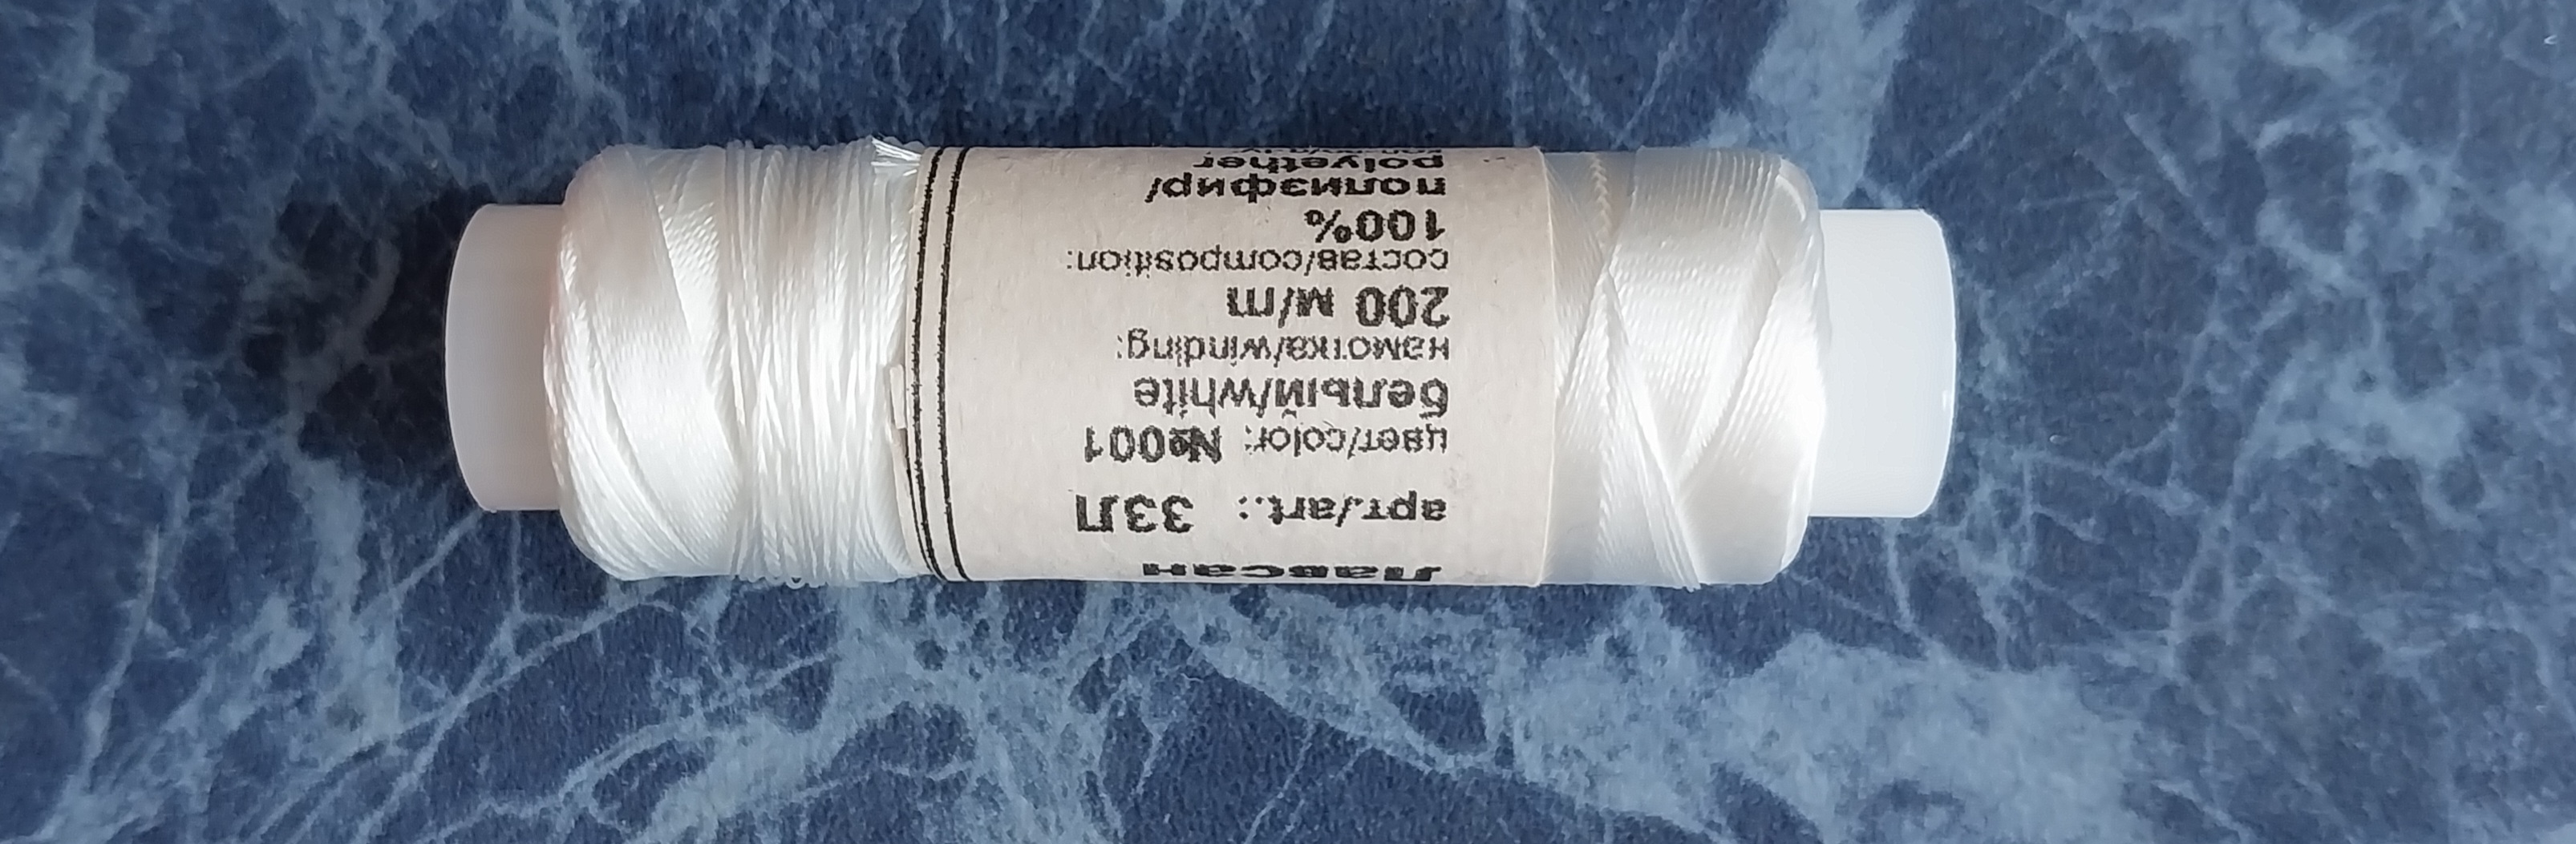 Лавсан
арт./art.: 33Л
цвет/color: №001
белый/white
намотка/winding:
200 м/m
состав/composition:
100%
полиэфир/
polyether